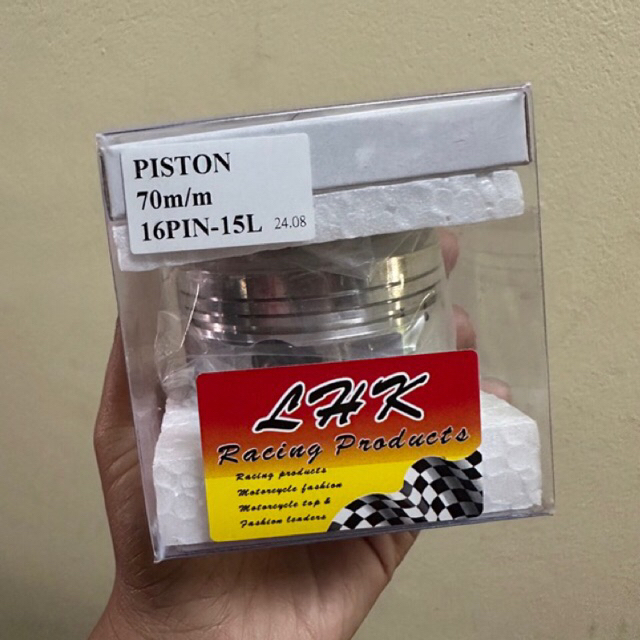 PISTON
70m/m
16PIN-15L 24.08
LHK
Racing Products
Racing products
Motorcycle fashion
Motorcycle top &
Fashion leaders